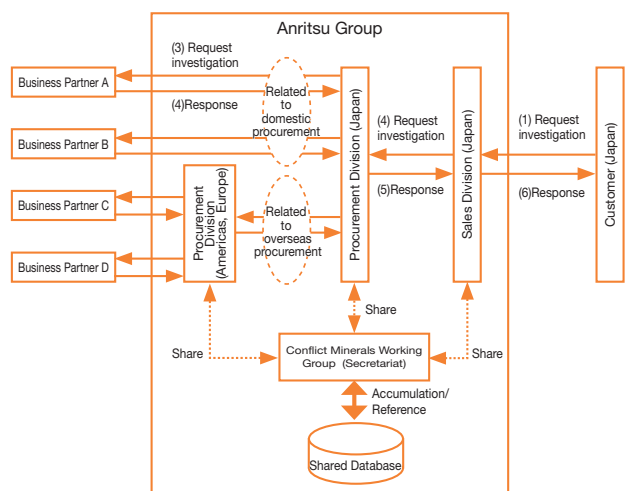 Anritsu Group
(3) Request
investigation
Business Partner A
(4)Response
Related
to
domestic
procurement
Business Partner B
Procurement Division (Japan)
(4) Request
investigation
(5)Response
Sales Division (Japan)
(1) Request
investigation
(6)Response
Customer (Japan)
Business Partner C
Procurement
Division
(Americas, Europe)
Related
to
overseas
procurement
Business Partner D
Share
Share
Share
Conflict Minerals Working
Group (Secretariat)
Accumulation/
Reference
Shared Database